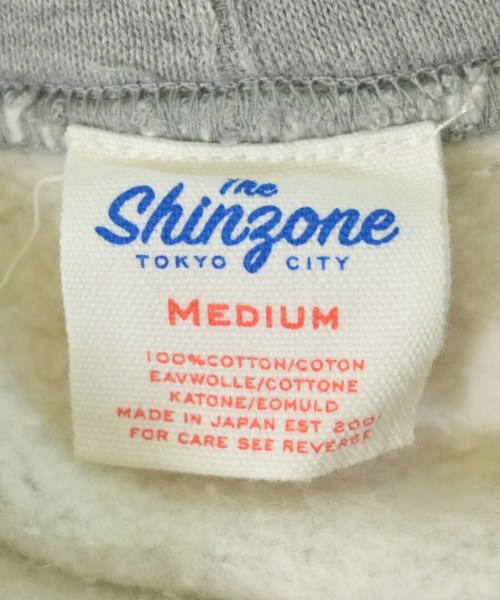 The
Shinzone
TOKYO CITY
MEDIUM
100%COTTON/COTON
EAVWOLLE/COTTONE
KATONE/EOMULD
MADE IN JAPAN EST
FOR CARE SEE REVERSE